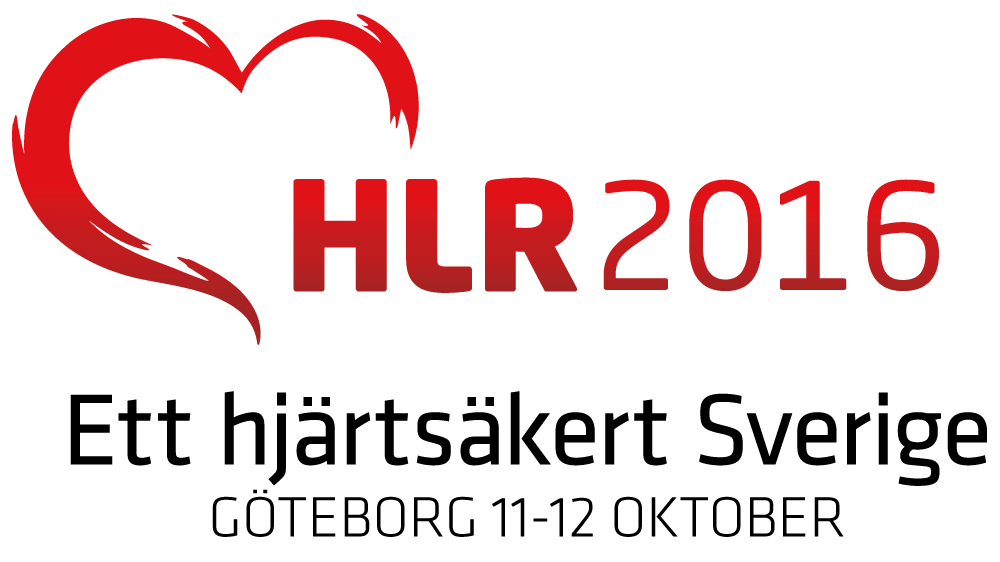 HLR2016
Ett hjärtsäkert Sverige
GÖTEBORG 11-12 OKTOBER